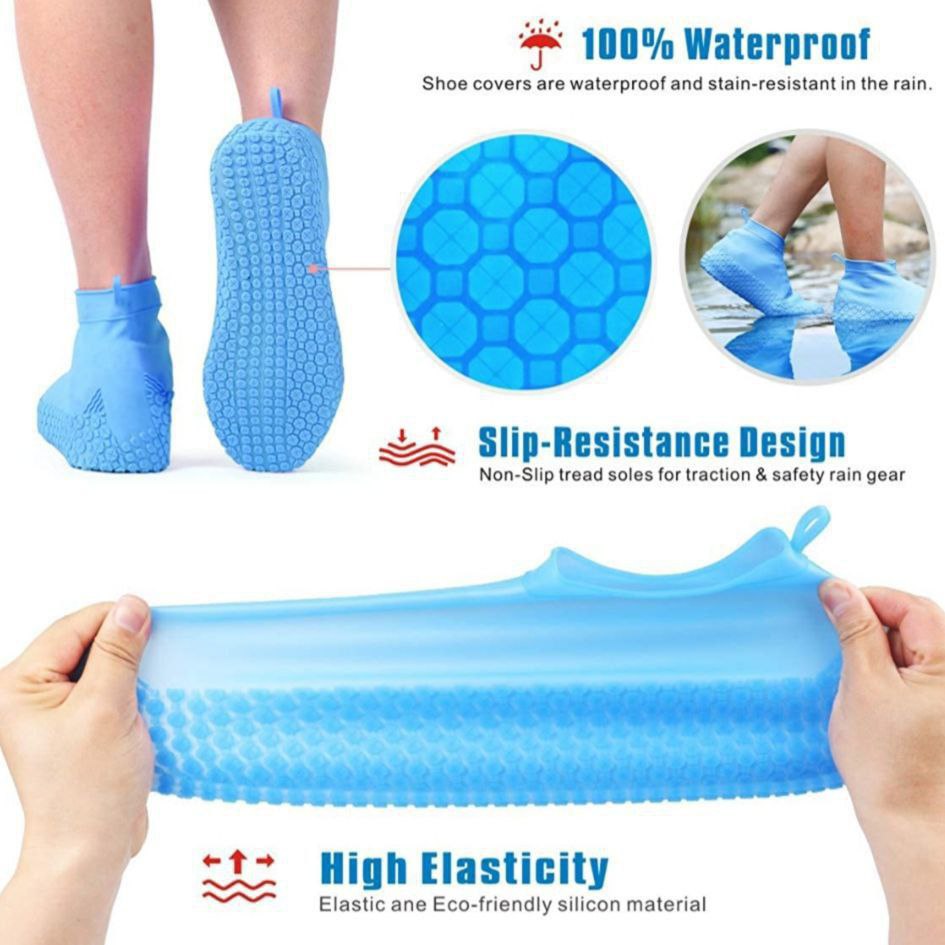 100% Waterproof
Shoe covers are waterproof and stain-resistant in the rain.
Slip-Resistance Design
Non-Slip tread soles for traction & safety rain gear
High Elasticity
Elastic ane Eco-friendly silicon material